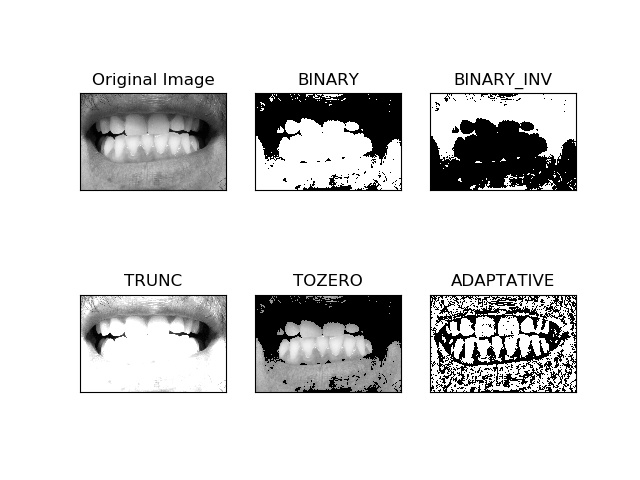 Original Image
BINARY
BINARY_INV
TRUNC
TOZERO
ADAPTATIVE